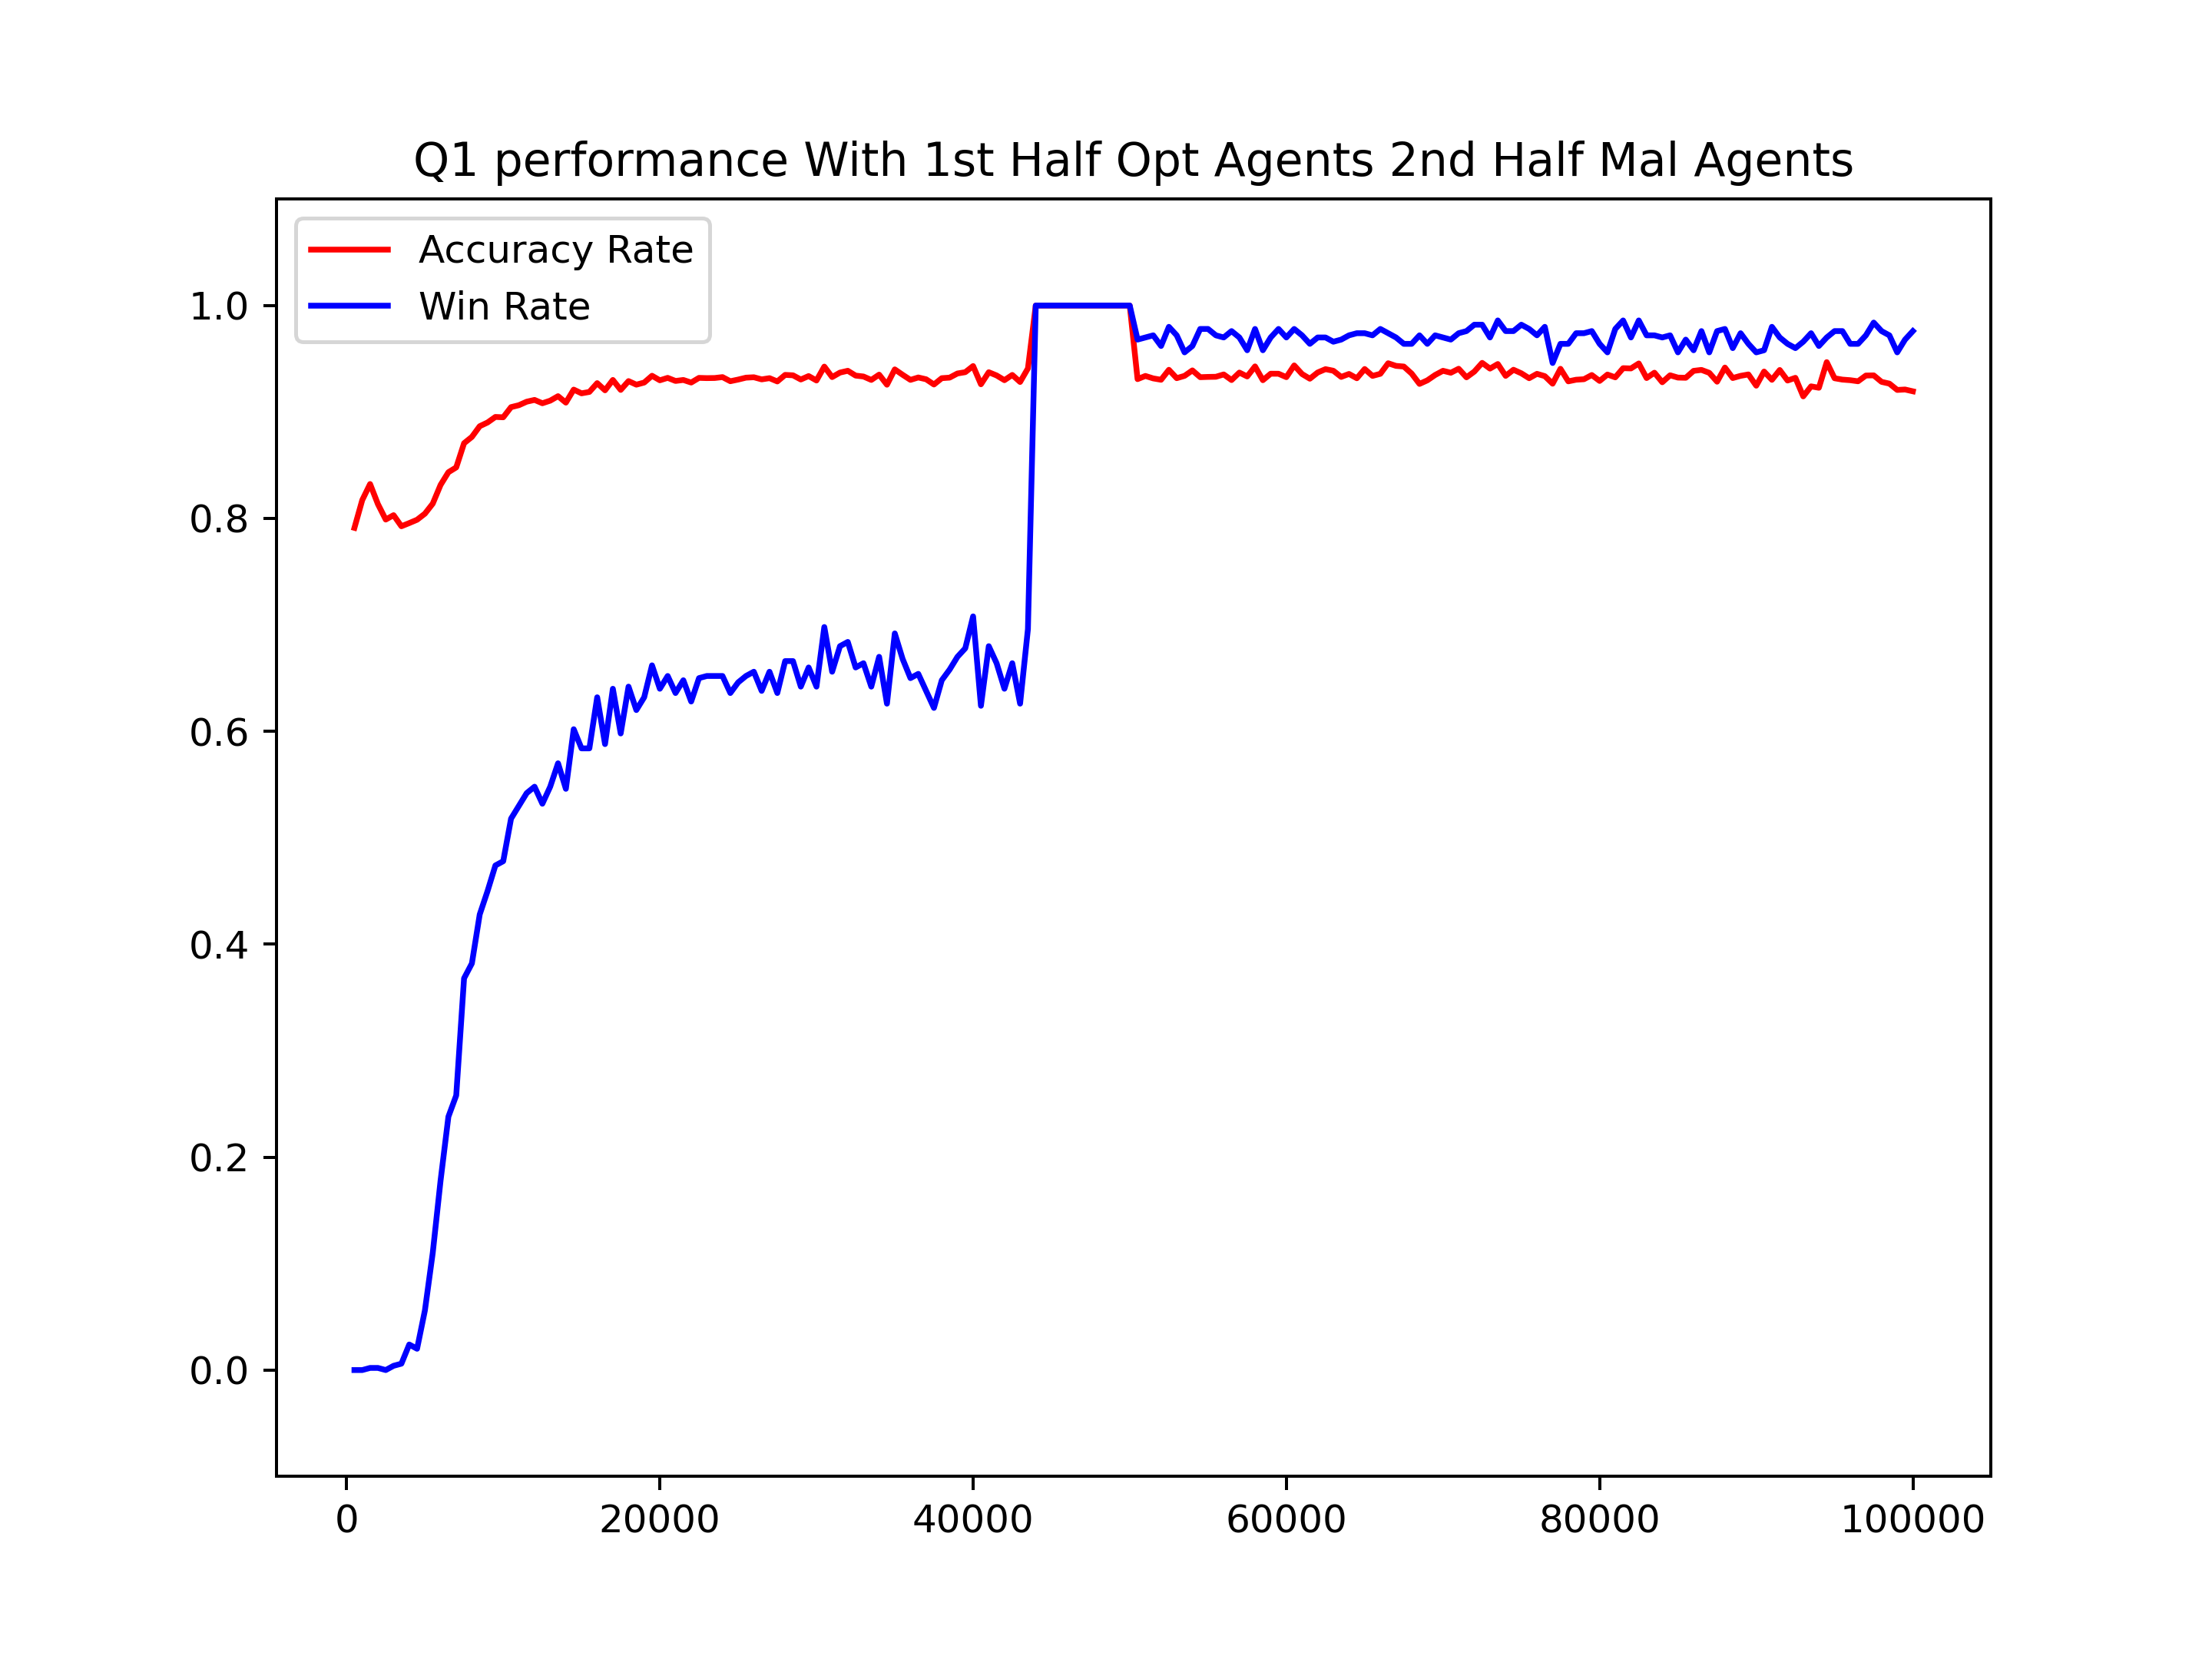 Q1 performance With 1st Half Opt Agents 2nd Half Mal Agents
Accuracy Rate
Win Rate
1.0
0.8
0.6
0.4
0.2
0.0
0 20000 40000 60000 80000 100000